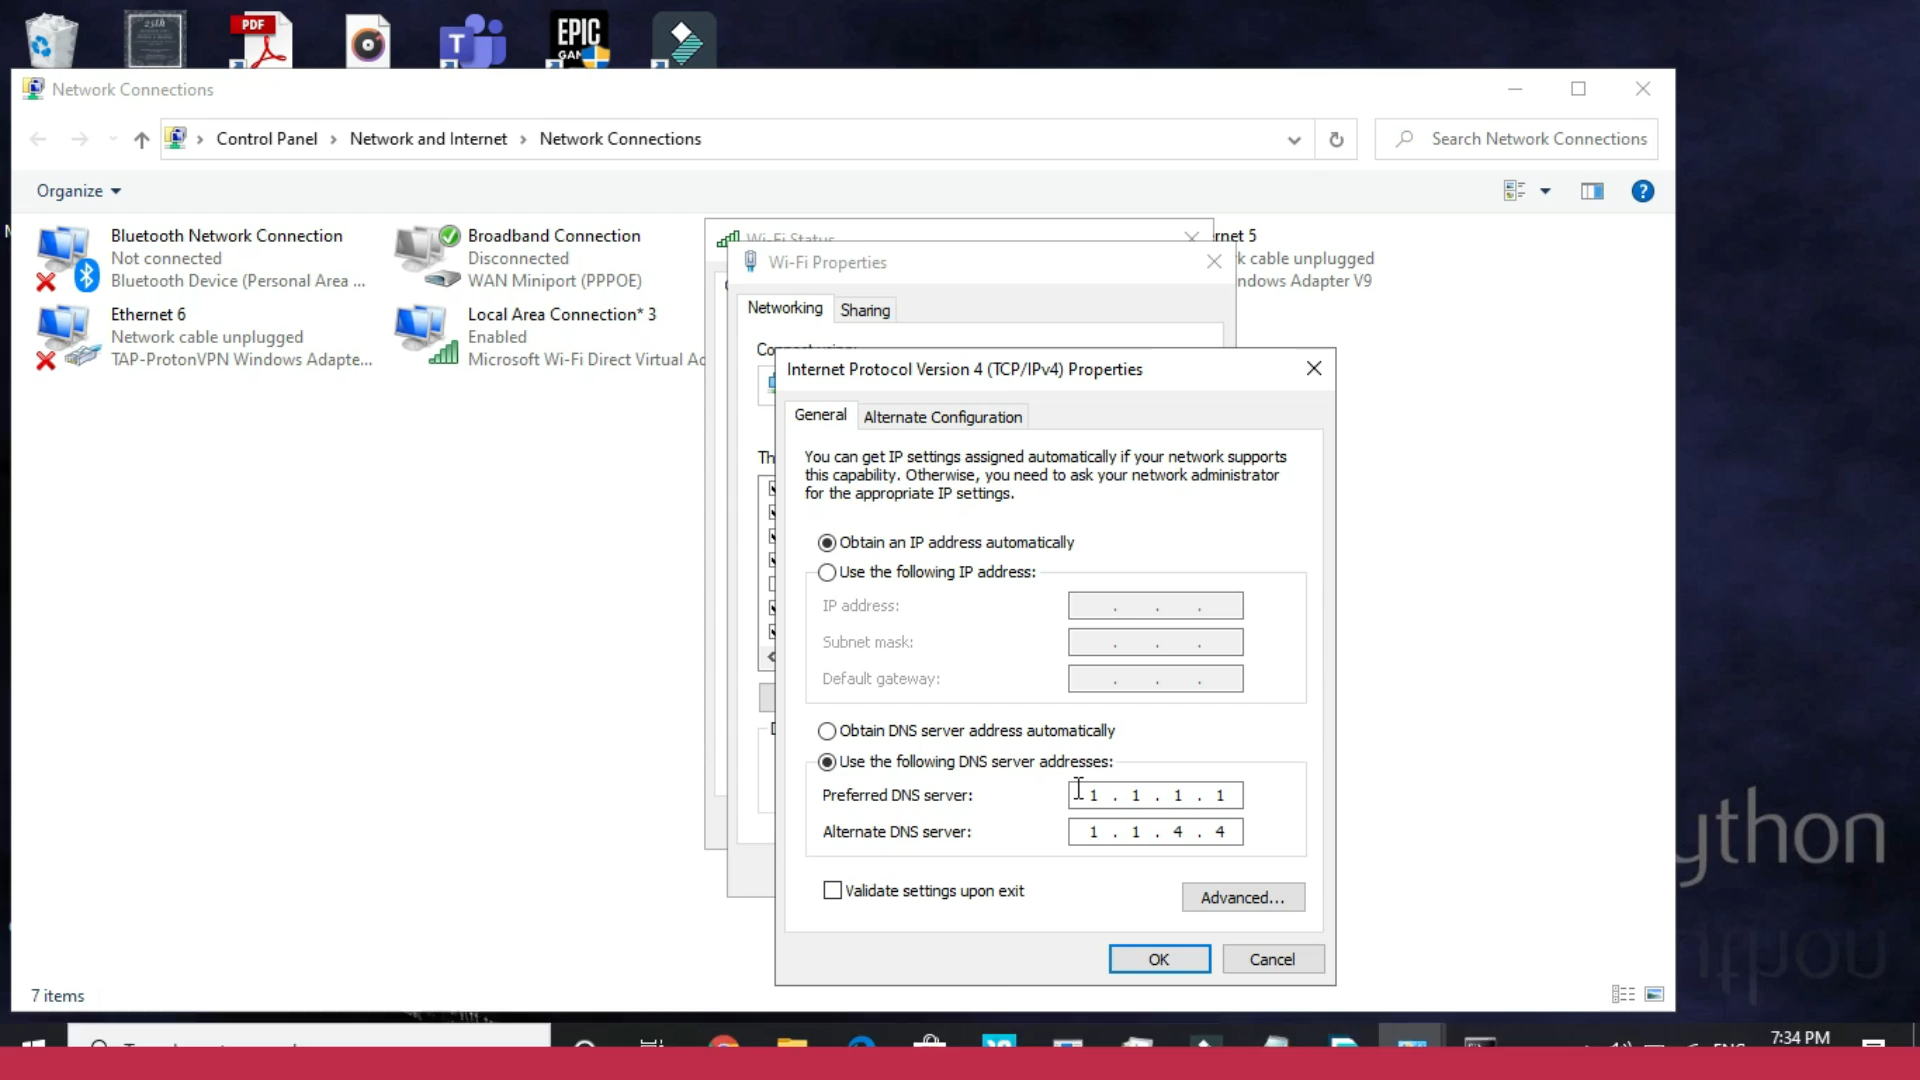 PDF
25th
T
EPIC
GAM
Network Connections
Control Panel > Network and Internet > Network Connections
Search Network Connections
Organize
Bluetooth Network Connection
Not connected
Bluetooth Device (Personal Area ...
Broadband Connection
Disconnected
WAN Miniport (PPPOE)
rnet 5
k cable unplugged
ndows Adapter V9
Ethernet 6
Network cable unplugged
TAP-ProtonVPN Windows Adapte...
Local Area Connection* 3
Enabled
Microsoft Wi-Fi Direct Virtual Ad
Wi-Fi Status
Wi-Fi Properties
Networking
Sharing
Connect using:
Th
Internet Protocol Version 4 (TCP/IPv4) Properties
General
Alternate Configuration
You can get IP settings assigned automatically if your network supports
this capability. Otherwise, you need to ask your network administrator
for the appropriate IP settings.
Obtain an IP address automatically
Use the following IP address:
IP address:
. . .
Subnet mask:
. . .
Default gateway:
. . .
Obtain DNS server address automatically
Use the following DNS server addresses:
Preferred DNS server:
1 . 1 . 1 . 1
Alternate DNS server:
1 . 1 . 4 . 4
Validate settings upon exit
Advanced...
OK
Cancel
7 items
ython
7:34 PM